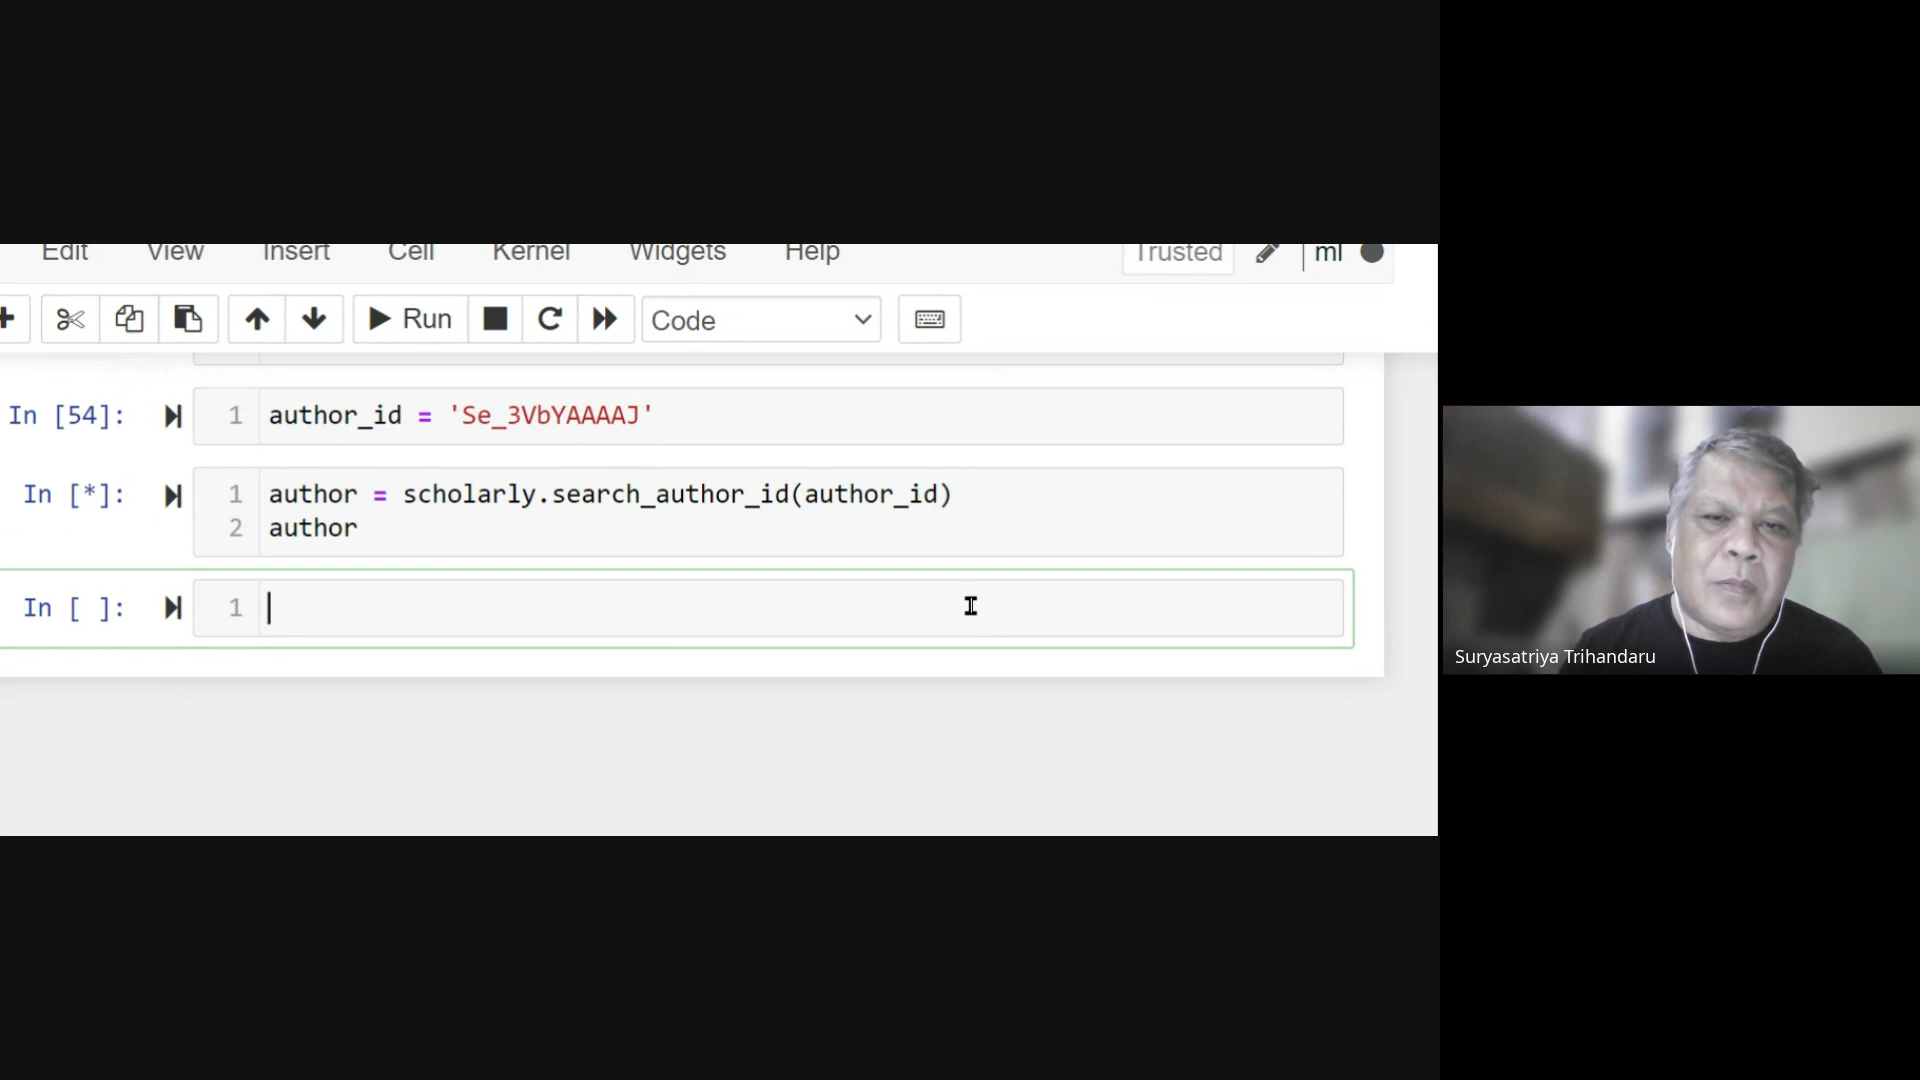 Edit View Insert Cell Kernel Widgets Help Trusted ml
Run Code
In [54]: 1 author_id = 'Se_3VbYAAAAJ'
In [*]: 1 author = scholarly.search_author_id(author_id)
2 author
In [ ]: 1
Suryasatriya Trihandaru